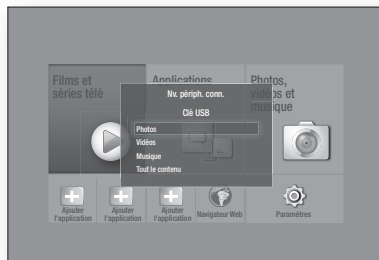 Films et
séries télè
Applications
Photos,
vidéos et
musique
Nv. périph. conn.
Clé USB
Photos
Vidéos
Musique
Tout le contenu
Ajouter
l'application
Ajouter
l'application
Ajouter
l'application
Navigateur Web
Paramètres